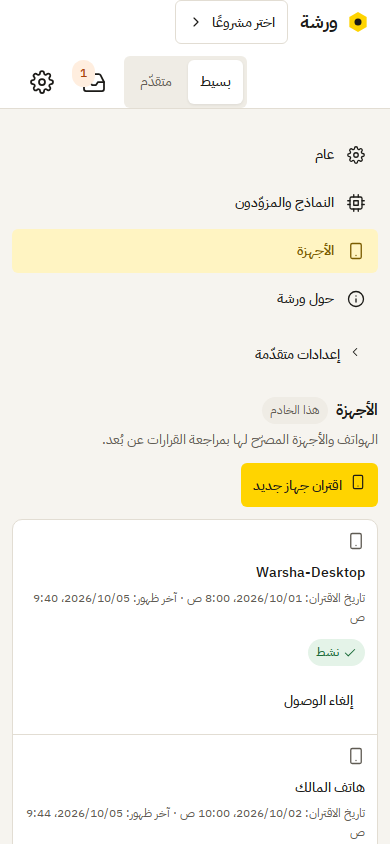 ورشة
اختر مشروعًا
بسيط
متقدّم
1
عام
النماذج والمزوّدون
الأجهزة
حول ورشة
إعدادات متقدّمة
الأجهزة
هذا الخادم
الهواتف والأجهزة المصرّح لها بمراجعة القرارات عن بُعد.
اقتران جهاز جديد
Warsha-Desktop
تاريخ الاقتران: 2026/10/01، 8:00 ص · آخر ظهور: 2026/10/05، 9:40
ص
نشط
إلغاء الوصول
هاتف المالك
تاريخ الاقتران: 2026/10/02، 10:00 ص · آخر ظهور: 2026/10/05، 9:44
ص